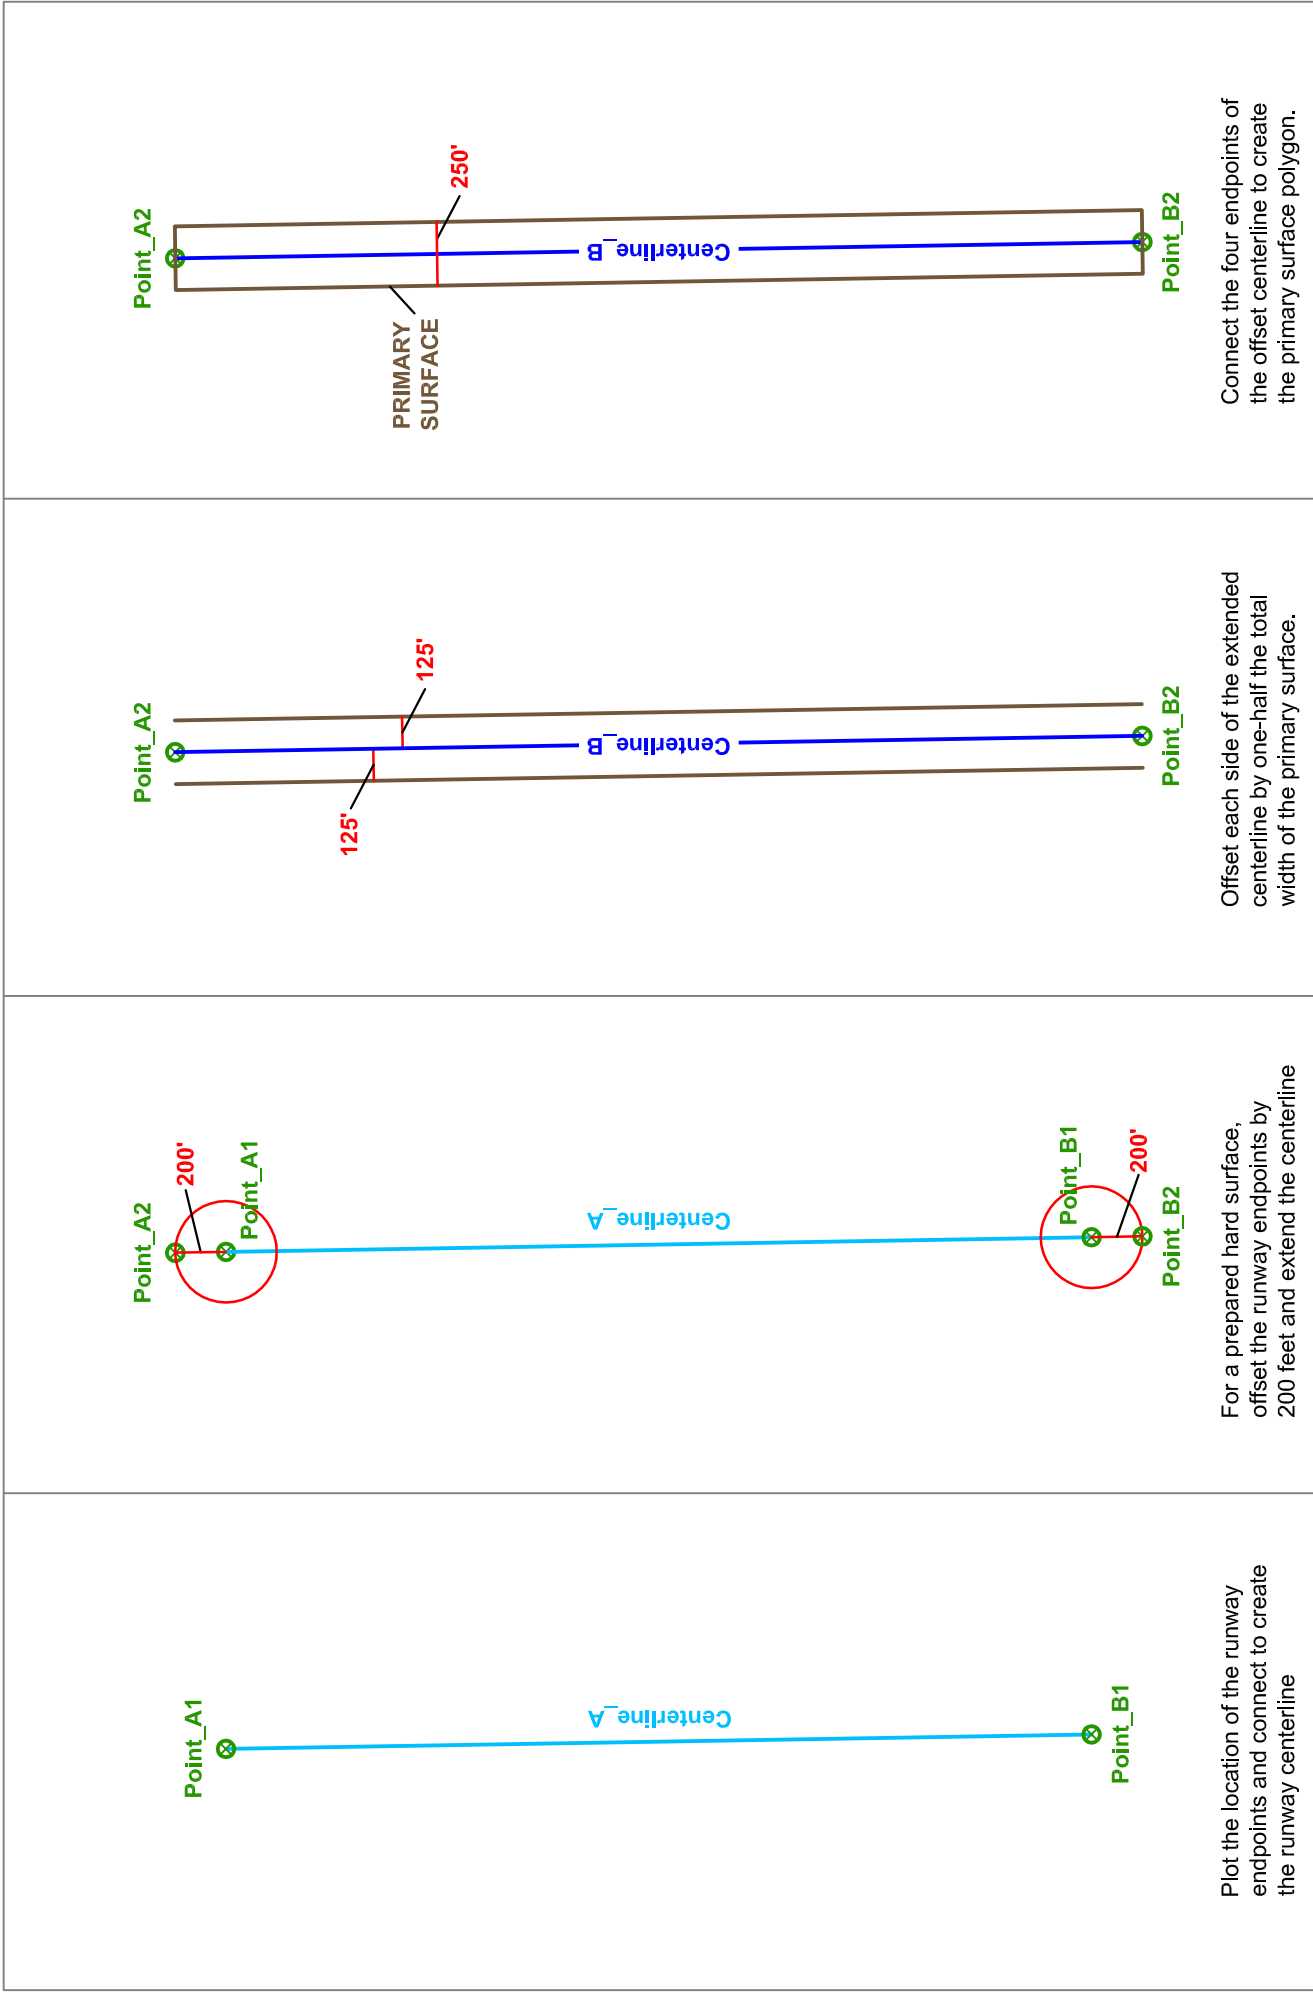 Point_A1
Centerline_A
Point_B1
Plot the location of the runway
endpoints and connect to create
the runway centerline
Point_A2
200'
Point_A1
Centerline_A
Point_B1
200'
Point_B2
For a prepared hard surface,
offset the runway endpoints by
200 feet and extend the centerline
Point_A2
125'
125'
Centerline_B
Point_B2
Offset each side of the extended
centerline by one-half the total
width of the primary surface.
Point_A2
250'
PRIMARY
SURFACE
Centerline_B
Point_B2
Connect the four endpoints of
the offset centerline to create
the primary surface polygon.